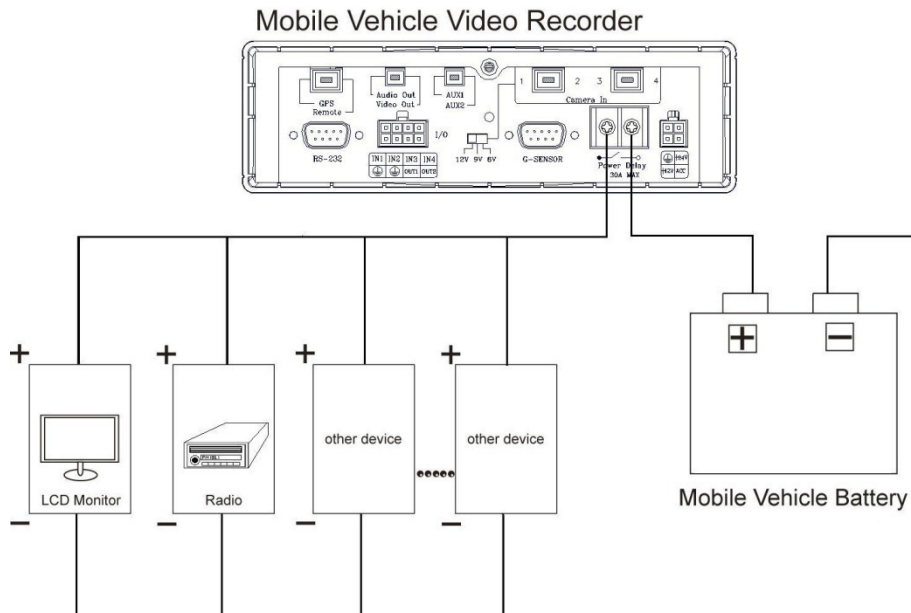 Mobile Vehicle Video Recorder
GPS
Remote
Audio Out
Video Out
AUX1
AUX2
1 2 3 4
Camera In
RS-232
I/O
IN1 IN2 IN3 IN4
OUT1 OUT2
12V 9V 6V
G-SENSOR
Power Delay
30A MAX
+24V
+12V ACC
+ + + +
+ −
LCD Monitor
Radio
other device
other device
− − − −
Mobile Vehicle Battery